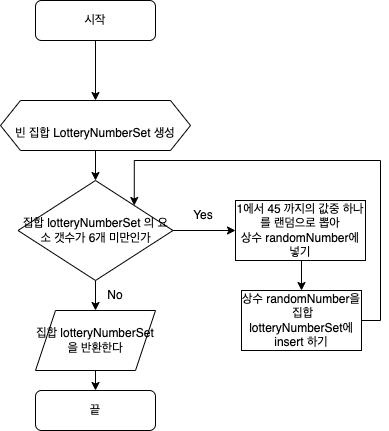 시작
빈 집합 LotteryNumberSet 생성
집합 lotteryNumberSet 의 요
소 갯수가 6개 미만인가
Yes
1에서 45 까지의 값중 하나
를 랜덤으로 뽑아
상수 randomNumber에
넣기
상수 randomNumber을
집합
lotteryNumberSet에
insert 하기
No
집합 lotteryNumberSet
을 반환한다
끝